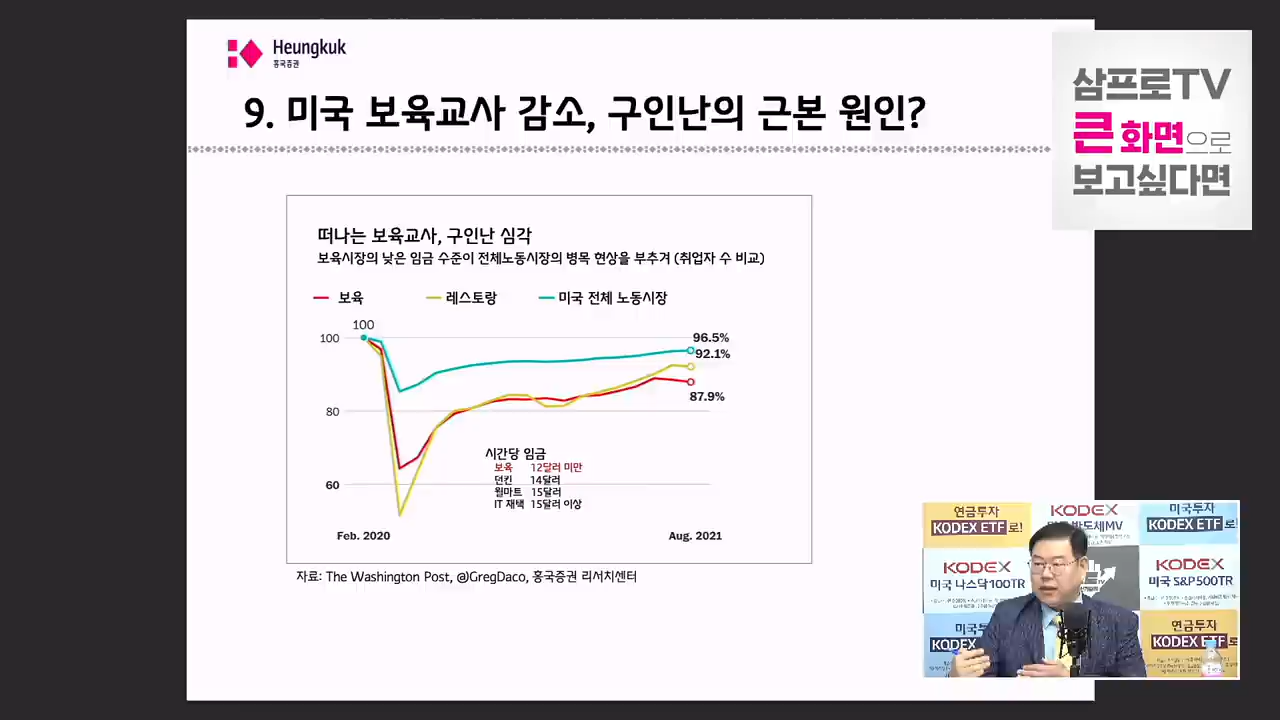 Heungkuk
흥국증권
9. 미국 보육교사 감소, 구인난의 근본 원인?
삼프로TV
큰 화면으로
보고싶다면
떠나는 보육교사, 구인난 심각
보육시장의 낮은 임금 수준이 전체노동시장의 병목 현상을 부추겨 (취업자 수 비교)
보육
레스토랑
미국 전체 노동시장
100
100
96.5%
92.1%
87.9%
80
시간당 임금
보육 12달러 미만
던킨 14달러
월마트 15달러
IT 재택 15달러 이상
60
Feb. 2020
Aug. 2021
자료: The Washington Post, @GregDaco, 흥국증권 리서치센터
연금투자
KODEX ETF로!
KODEX
반도체MV
미국투자
KODEX ETF로!
KODEX
미국 나스닥100TR
KODEX
미국 S&P500TR
미국투
KODEX
연금투자
KODEX ETF로